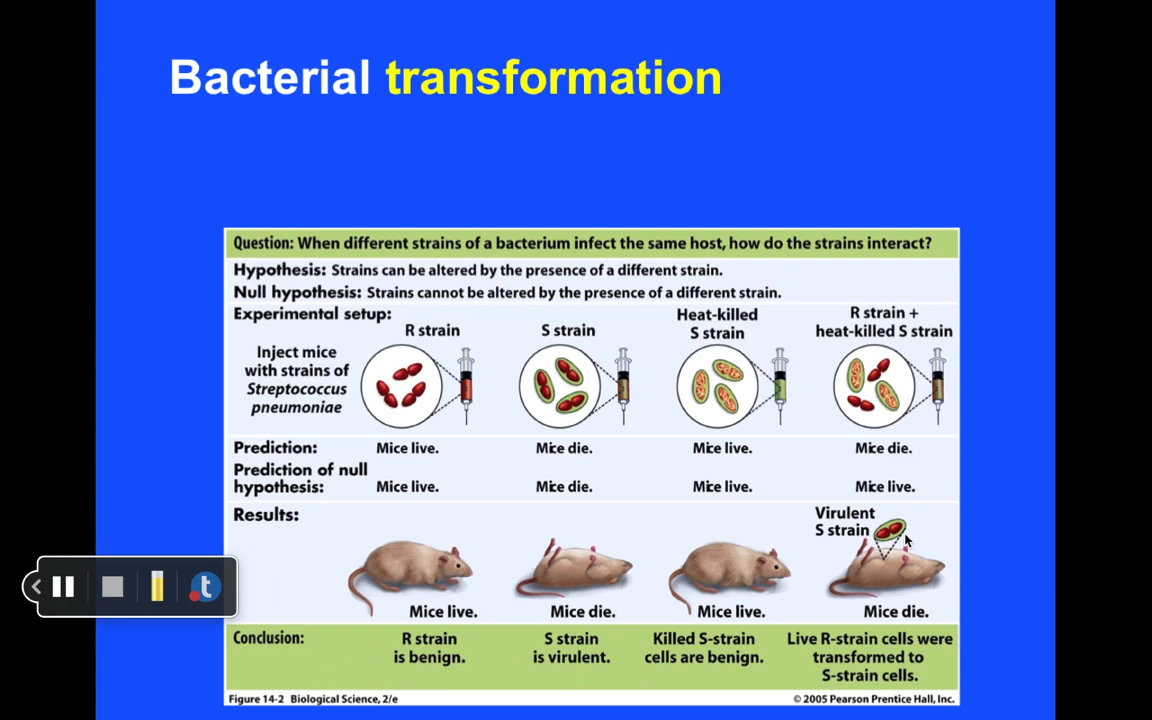 Bacterial transformation
Question: When different strains of a bacterium infect the same host, how do the strains interact?
Hypothesis: Strains can be altered by the presence of a different strain.
Null hypothesis: Strains cannot be altered by the presence of a different strain.
Experimental setup:
R strain
S strain
Heat-killed
S strain
R strain +
heat-killed S strain
Inject mice
with strains of
Streptococcus
pneumoniae
Prediction: Mice live. Mice die. Mice live. Mice die.
Prediction of null
hypothesis: Mice live. Mice die. Mice live. Mice live.
Results:
Virulent
S strain
t
Mice live. Mice die. Mice live. Mice die.
Conclusion:
R strain
is benign.
S strain
is virulent.
Killed S-strain
cells are benign.
Live R-strain cells were
transformed to
S-strain cells.
Figure 14-2 Biological Science, 2/e
© 2005 Pearson Prentice Hall, Inc.